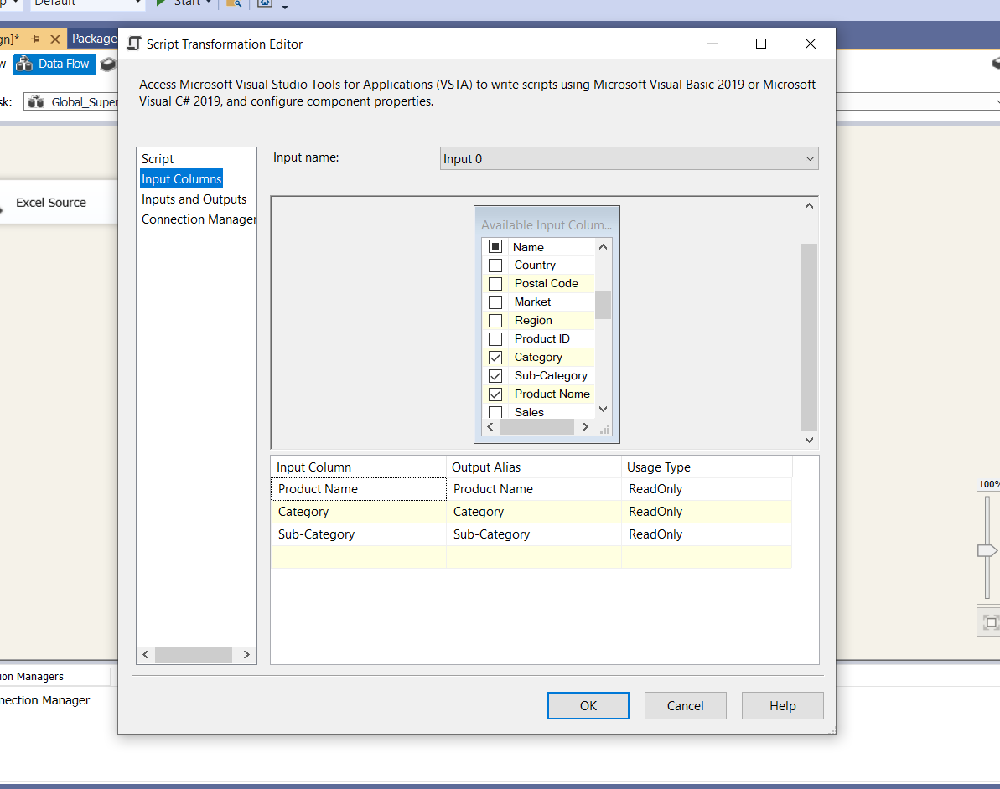 Default
Start
Package
Data Flow
Global_Super
Excel Source
Script Transformation Editor
Access Microsoft Visual Studio Tools for Applications (VSTA) to write scripts using Microsoft Visual Basic 2019 or Microsoft
Visual C# 2019, and configure component properties.
Script
Input Columns
Inputs and Outputs
Connection Manager
Input name:
Input 0
Available Input Colum...
Name
Country
Postal Code
Market
Region
Product ID
Category
Sub-Category
Product Name
Sales
Input Column Output Alias Usage Type
Product Name Product Name ReadOnly
Category Category ReadOnly
Sub-Category Sub-Category ReadOnly
OK Cancel Help
100%
ion Managers
nection Manager